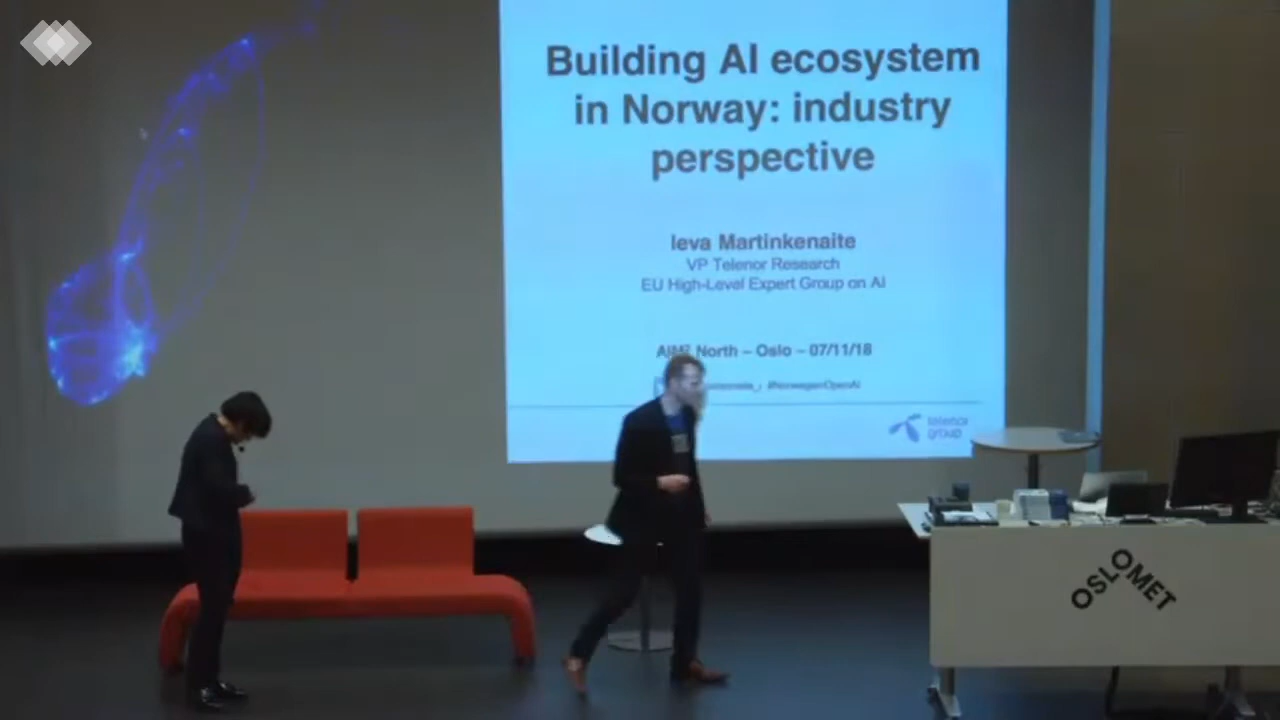 Building AI ecosystem
in Norway: industry
perspective
Ieva Martinkenaite
VP Telenor Research
EU High-Level Expert Group on AI
North – Oslo – 07/11/18
#NorwegianOpenAI
telenor
group
OSLOMET